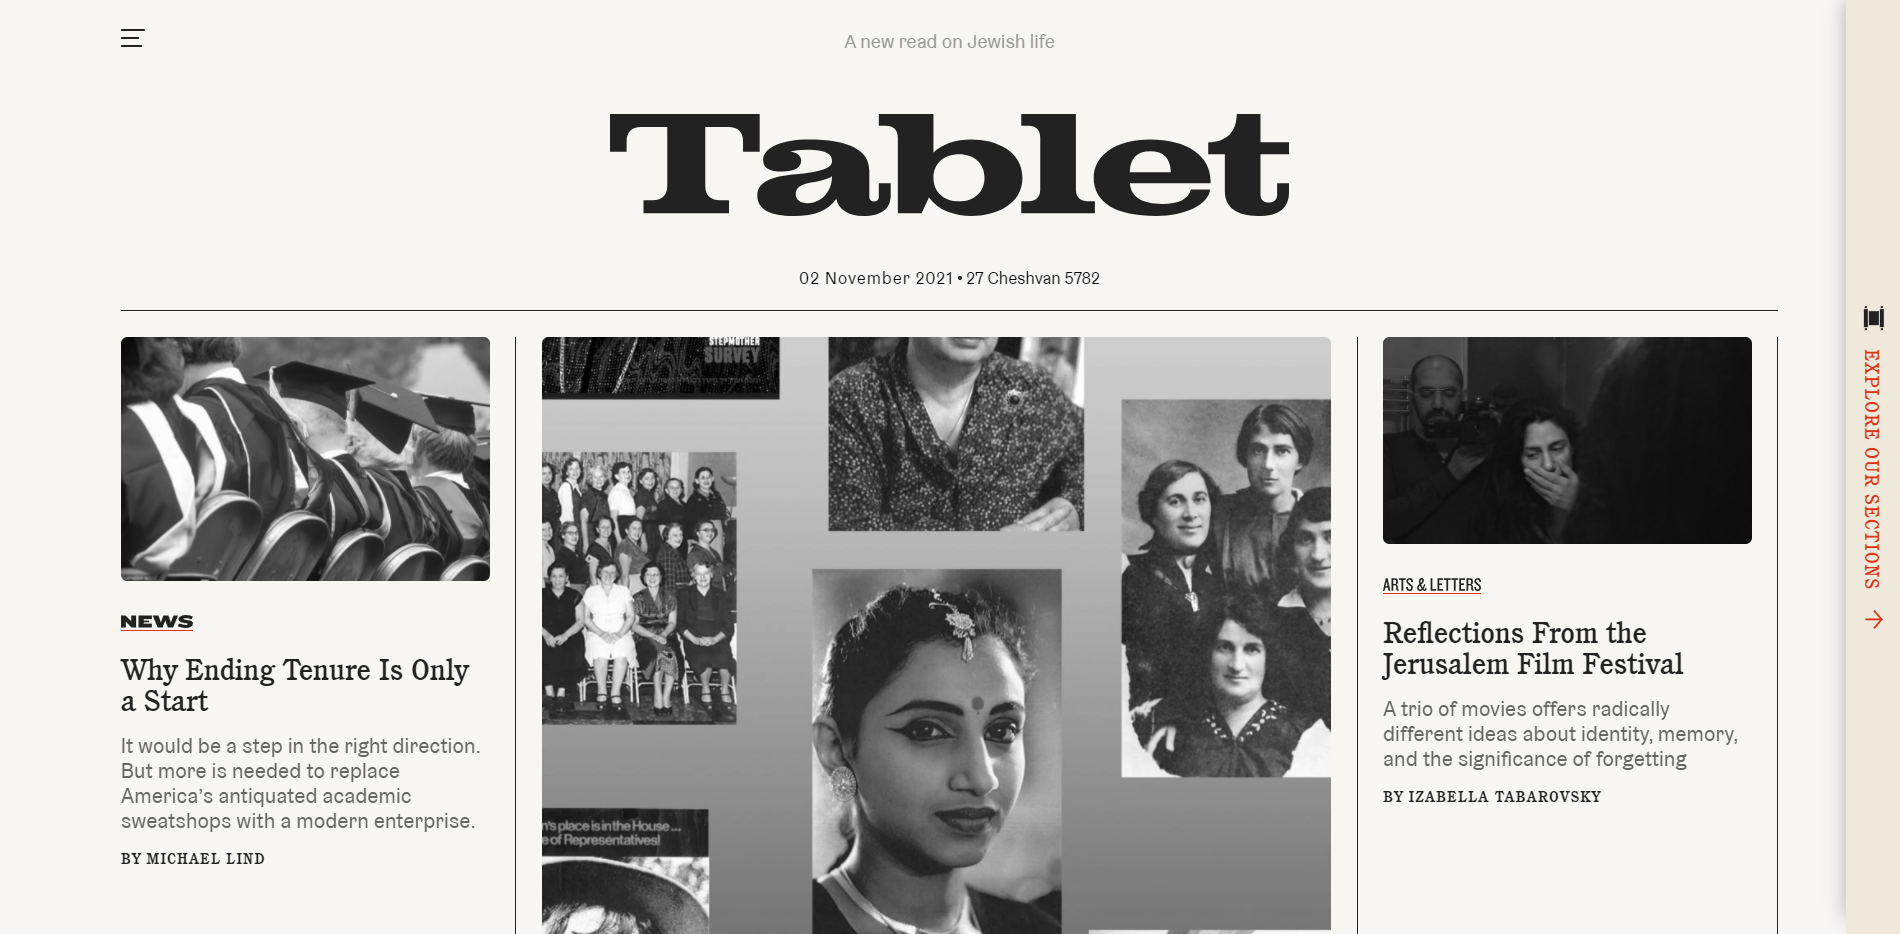 A new read on Jewish life
Tablet
02 November 2021 • 27 Cheshvan 5782
NEWS
Why Ending Tenure Is Only
a Start
It would be a step in the right direction.
But more is needed to replace
America’s antiquated academic
sweatshops with a modern enterprise.
BY MICHAEL LIND
STEPMOTHER
SURVEY
n’s place is in the House ...
e of Representatives!
ARTS & LETTERS
Reflections From the
Jerusalem Film Festival
A trio of movies offers radically
different ideas about identity, memory,
and the significance of forgetting
BY IZABELLA TABAROVSKY
EXPLORE OUR SECTIONS